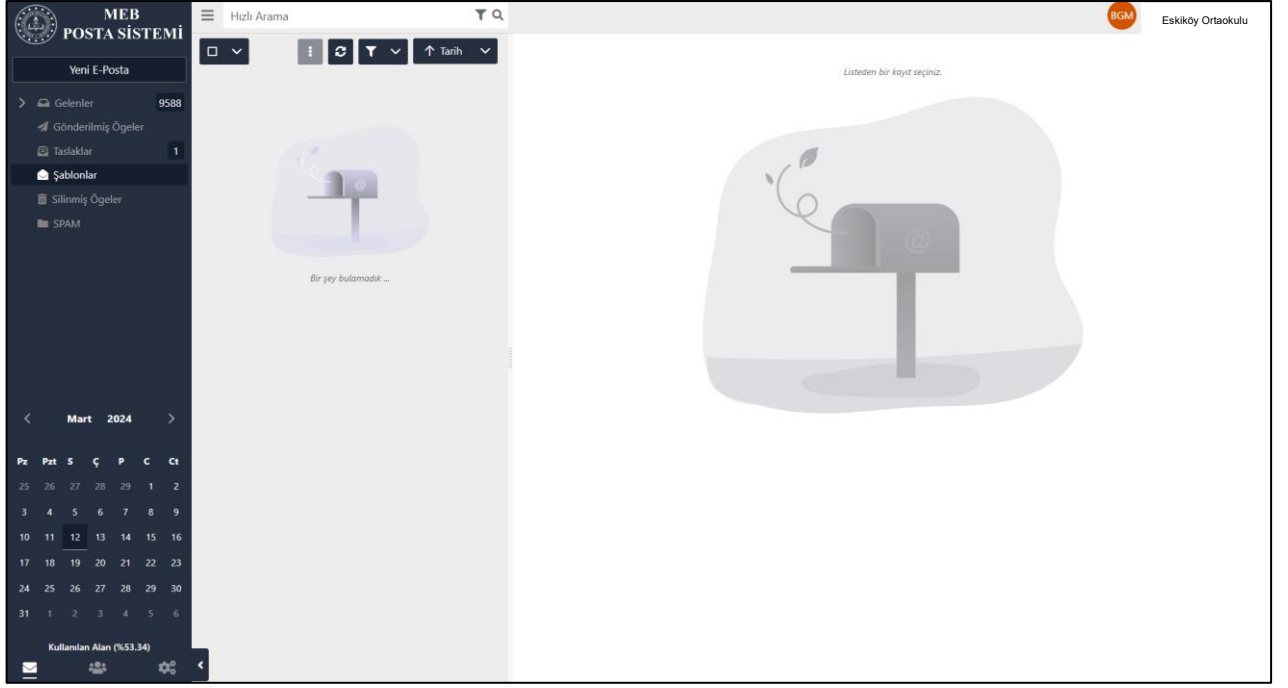 MEB
POSTA SİSTEMİ
Yeni E-Posta
Gelenler 9588
Gönderilmiş Ögeler
Taslaklar 1
Şablonlar
Silinmiş Ögeler
SPAM
Mart 2024
Pz Pzt S Ç P C Ct
25 26 27 28 29 1 2
3 4 5 6 7 8 9
10 11 12 13 14 15 16
17 18 19 20 21 22 23
24 25 26 27 28 29 30
31 1 2 3 4 5 6
Kullanılan Alan (%53.34)
Hızlı Arama
Tarih
@
Bir şey bulamadık ...
BGM
Eskiköy Ortaokulu
Listeden bir kayıt seçiniz.
@